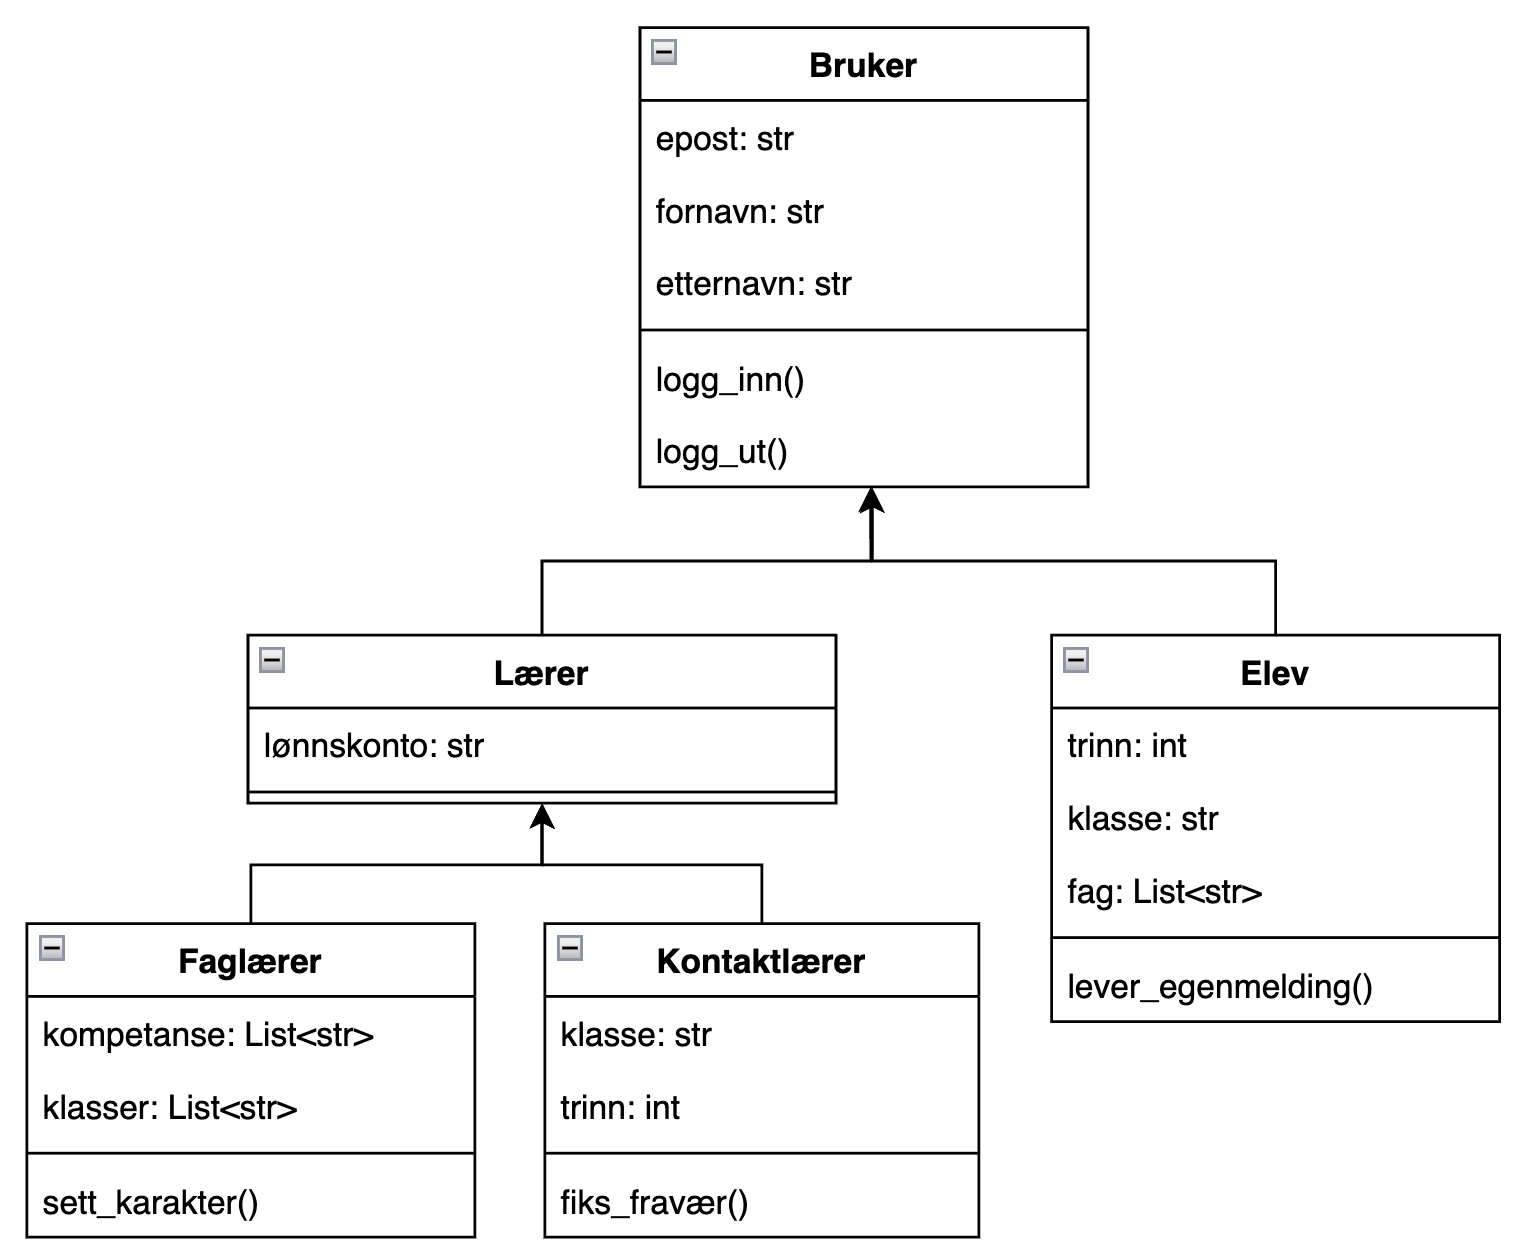 Bruker
epost: str
fornavn: str
etternavn: str
logg_inn()
logg_ut()
Lærer
lønnskonto: str
Elev
trinn: int
klasse: str
fag: List<str>
lever_egenmelding()
Faglærer
kompetanse: List<str>
klasser: List<str>
sett_karakter()
Kontaktlærer
klasse: str
trinn: int
fiks_fravær()